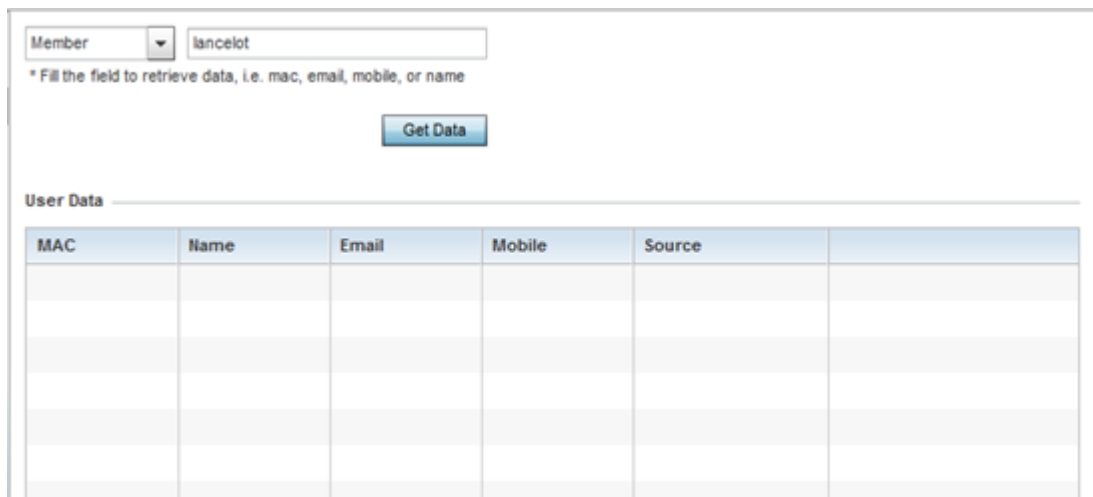 Member lancelot
* Fill the field to retrieve data, i.e. mac, email, mobile, or name
Get Data
User Data
MAC Name Email Mobile Source